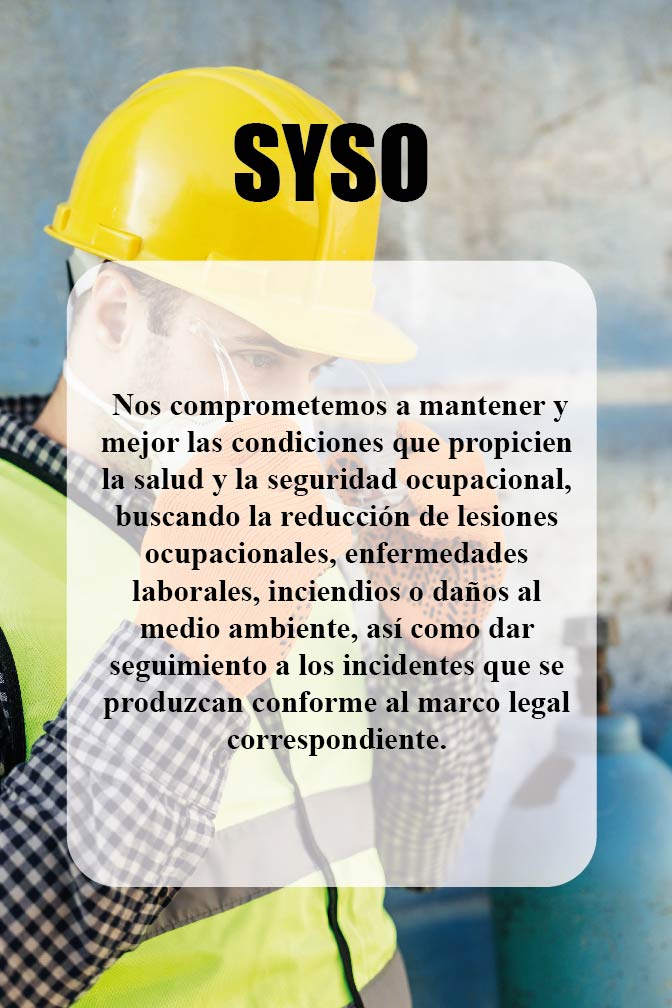 SYSO
Nos comprometemos a mantener y
mejor las condiciones que propicien
la salud y la seguridad ocupacional,
buscando la reducción de lesiones
ocupacionales, enfermedades
laborales, inciendios o daños al
medio ambiente, así como dar
seguimiento a los incidentes que se
produzcan conforme al marco legal
correspondiente.